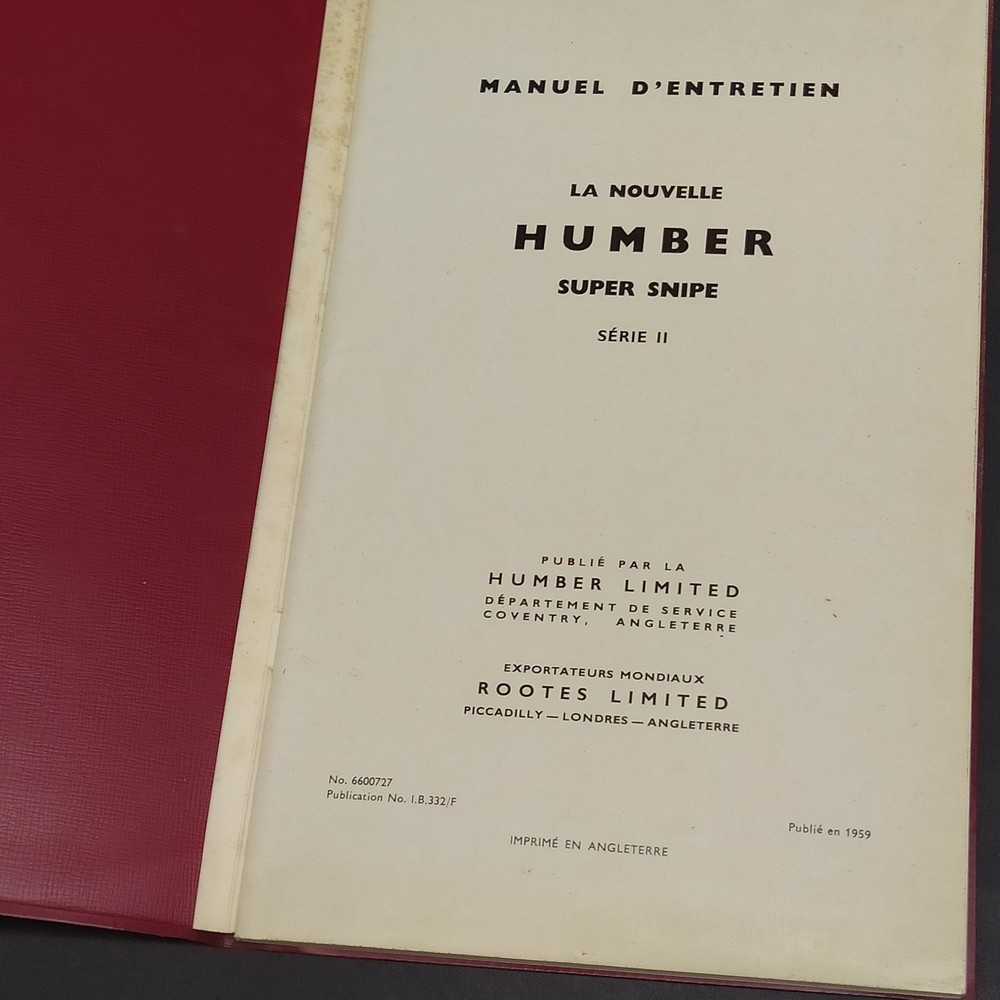 MANUEL D'ENTRETIEN
LA NOUVELLE
HUMBER
SUPER SNIPE
SÉRIE II
PUBLIÉ PAR LA
HUMBER LIMITED
DÉPARTEMENT DE SERVICE
COVENTRY, ANGLETERRE
EXPORTATEURS MONDIAUX
ROOTES LIMITED
PICCADILLY — LONDRES — ANGLETERRE
No. 6600727
Publication No. I.B.332/F
Publié en 1959
IMPRIMÉ EN ANGLETERRE